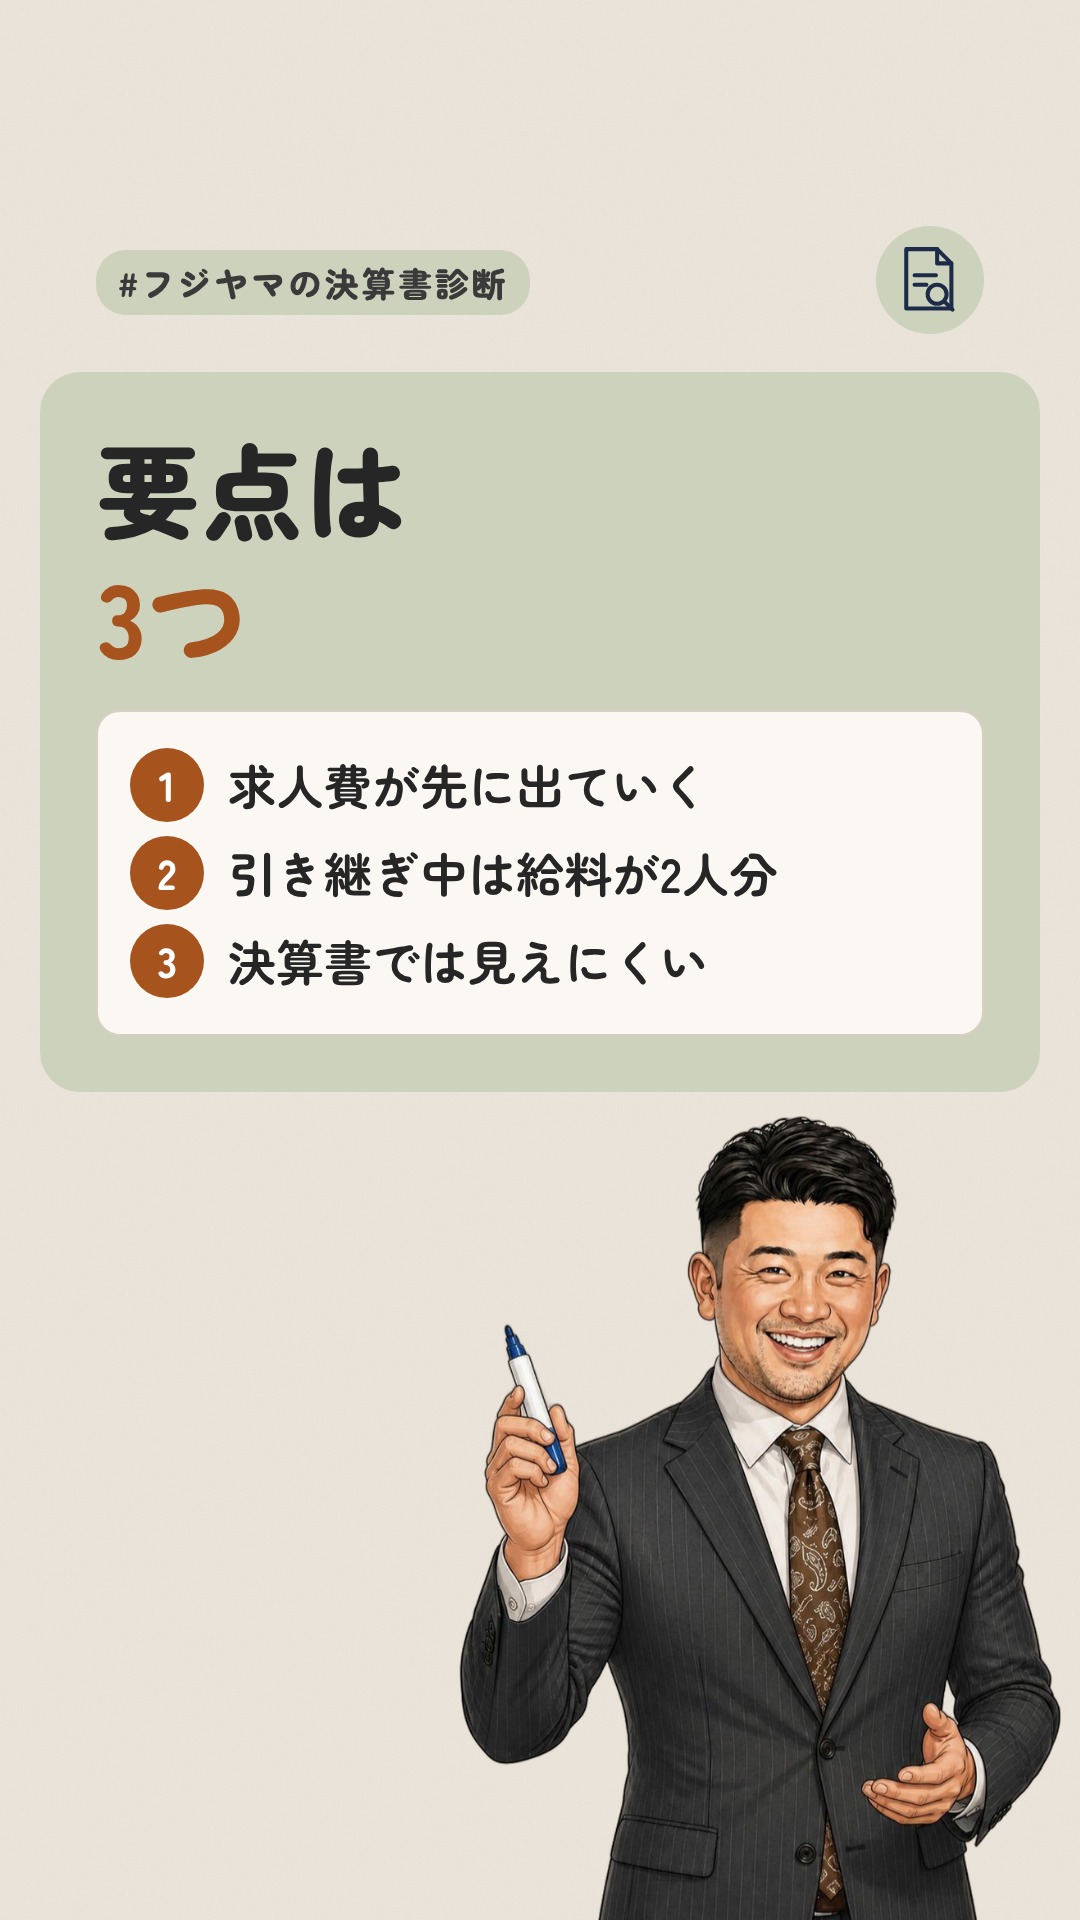 #フジヤマの決算書診断
要点は
3つ
1 求人費が先に出ていく
2 引き継ぎ中は給料が2人分
3 決算書では見えにくい